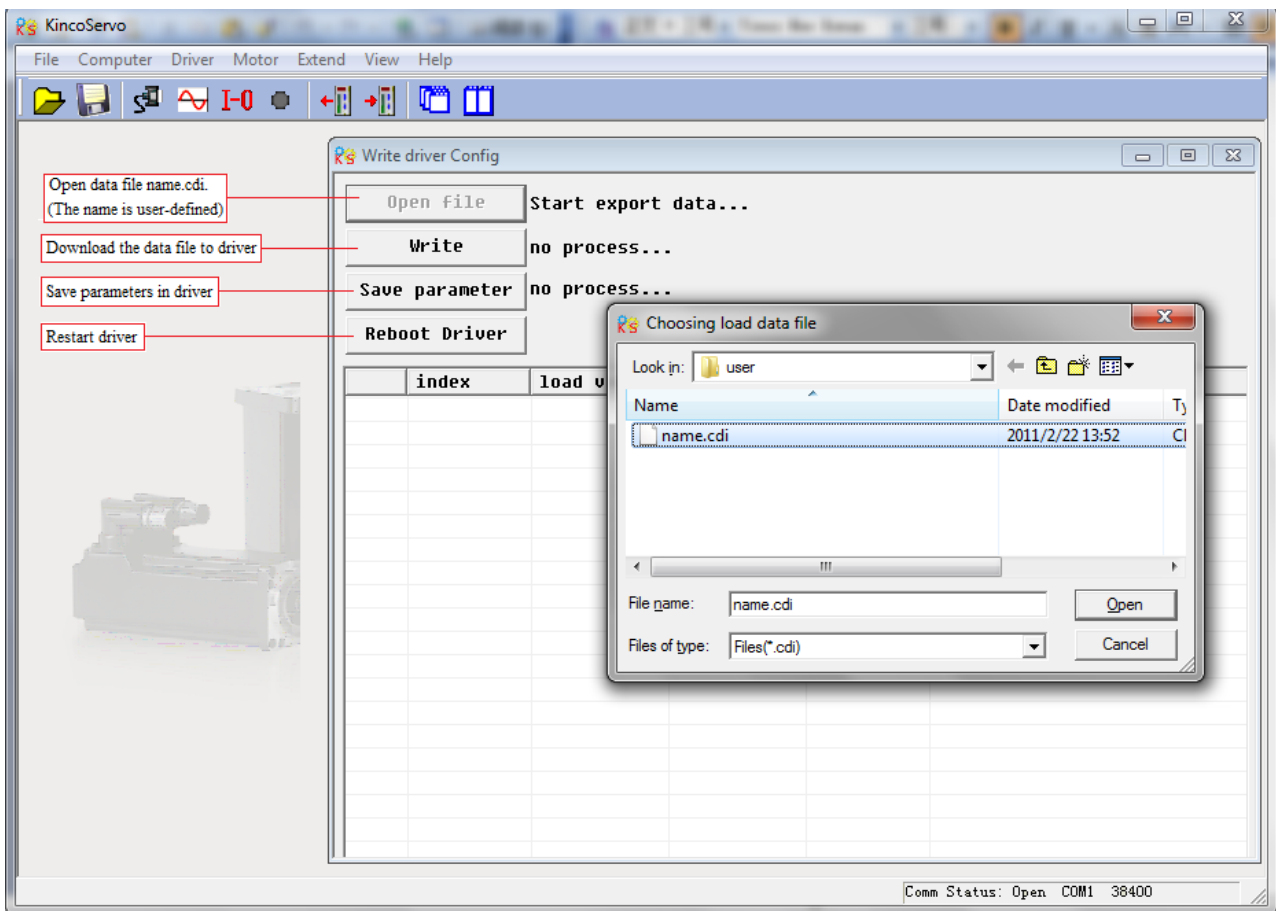 KincoServo
File Computer Driver Motor Extend View Help
I-O
Write driver Config
Open data file name.cdi.
(The name is user-defined)
Open file
Start export data...
Download the data file to driver
Write
no process...
Save parameters in driver
Save parameter
no process...
Restart driver
Reboot Driver
index
load v
Choosing load data file
Look in:
user
Name
Date modified
Ty
name.cdi
2011/2/22 13:52
CI
File name:
name.cdi
Open
Files of type:
Files(*.cdi)
Cancel
Comm Status: Open COM1 38400